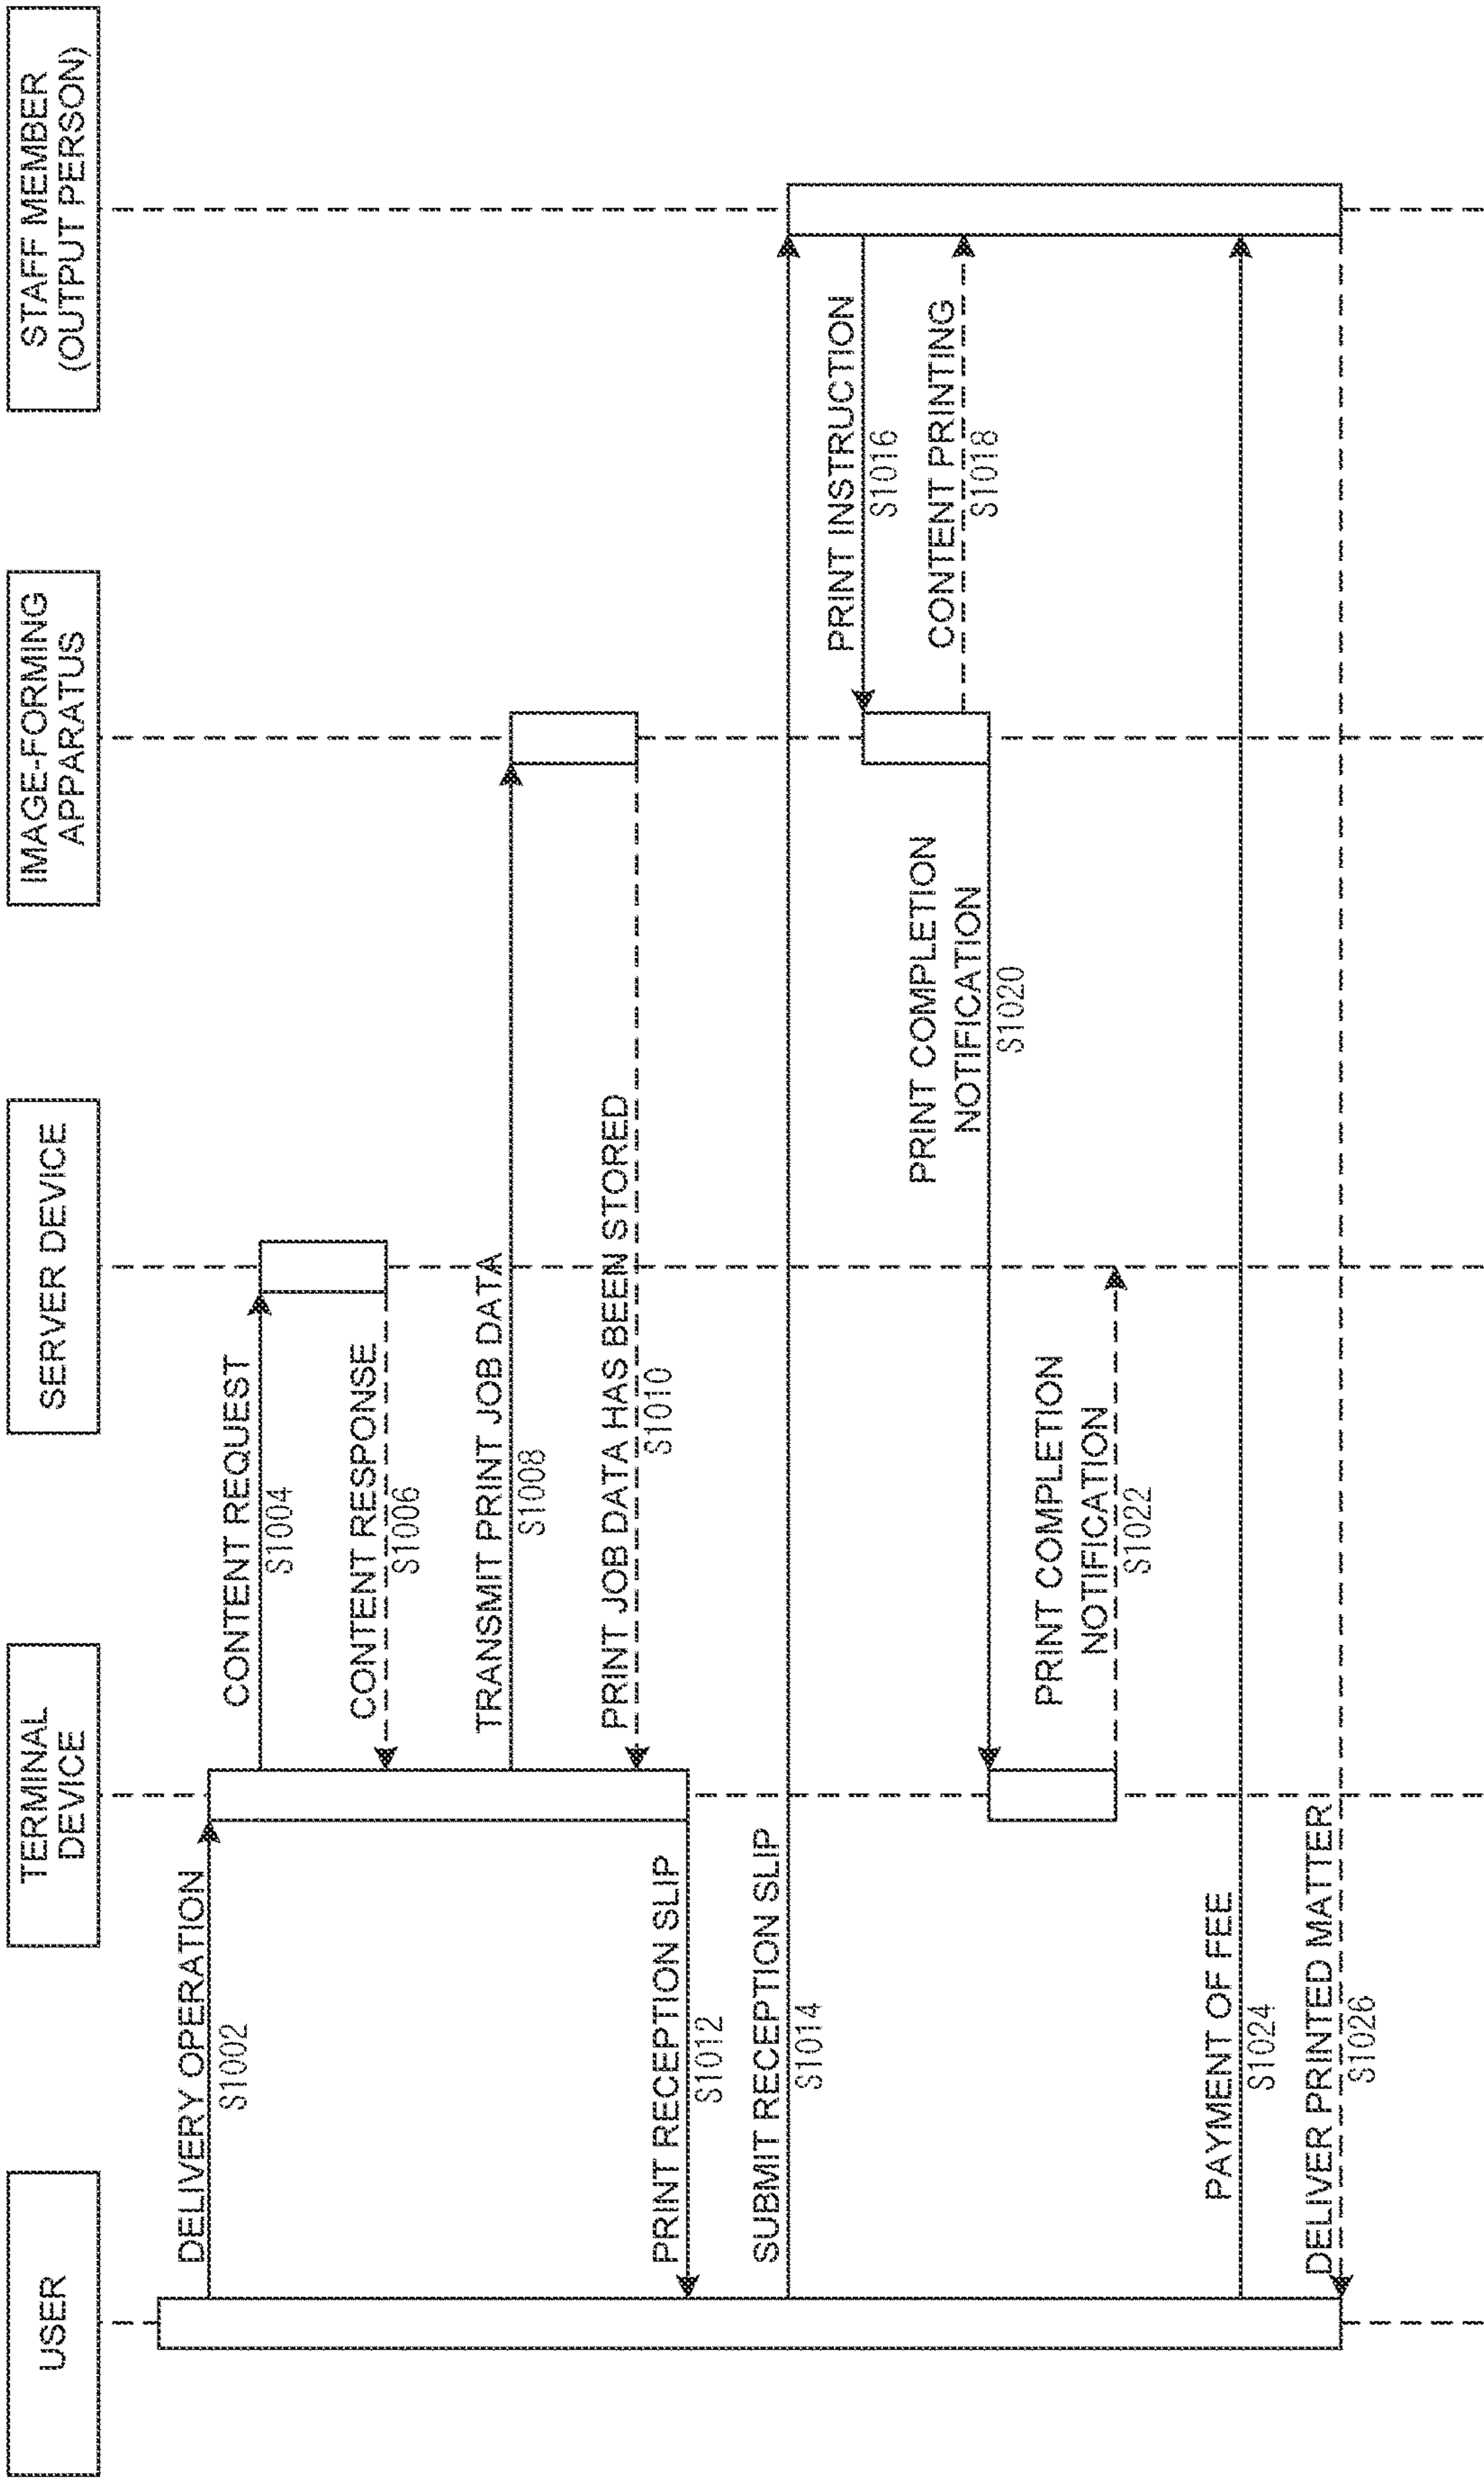 USER
TERMINAL
DEVICE
SERVER DEVICE
IMAGE-FORMING
APPARATUS
STAFF MEMBER
(OUTPUT PERSON)
DELIVERY OPERATION
S1002
CONTENT REQUEST
S1004
CONTENT RESPONSE
S1006
TRANSMIT PRINT JOB DATA
S1008
PRINT JOB DATA HAS BEEN STORED
S1010
PRINT RECEPTION SLIP
S1012
SUBMIT RECEPTION SLIP
S1014
PRINT INSTRUCTION
S1016
CONTENT PRINTING
S1018
PRINT COMPLETION
NOTIFICATION
S1020
PRINT COMPLETION
NOTIFICATION
S1022
PAYMENT OF FEE
S1024
DELIVER PRINTED MATTER
S1026